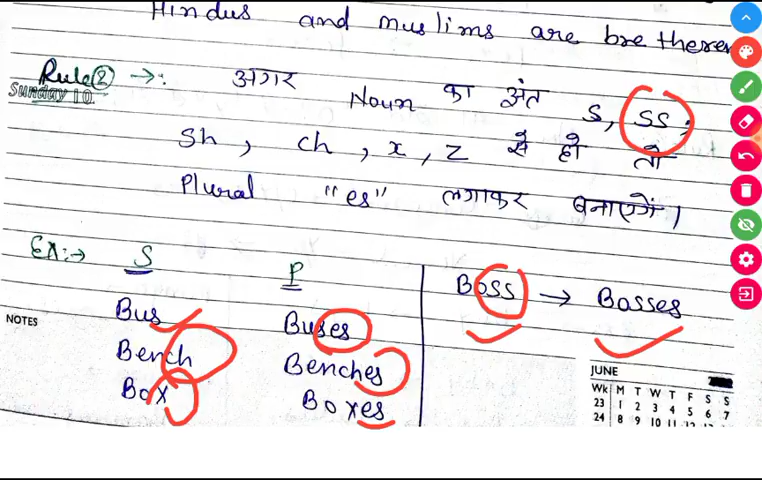 Hindus and muslims are
Rule② →: अगर Noun का अंत S, SS,
Sunday 10
Sh, ch, x, z से हो तो
Plural "es" लगाकर बनाएगें।
EX:→ S P
Boss → Bosses
Bus Buses
NOTES
Bench Benches
Box Boxes
JUNE
Wk M T W T F S S
23 1 2 3 4 5 6 7
24 8 9 10 11